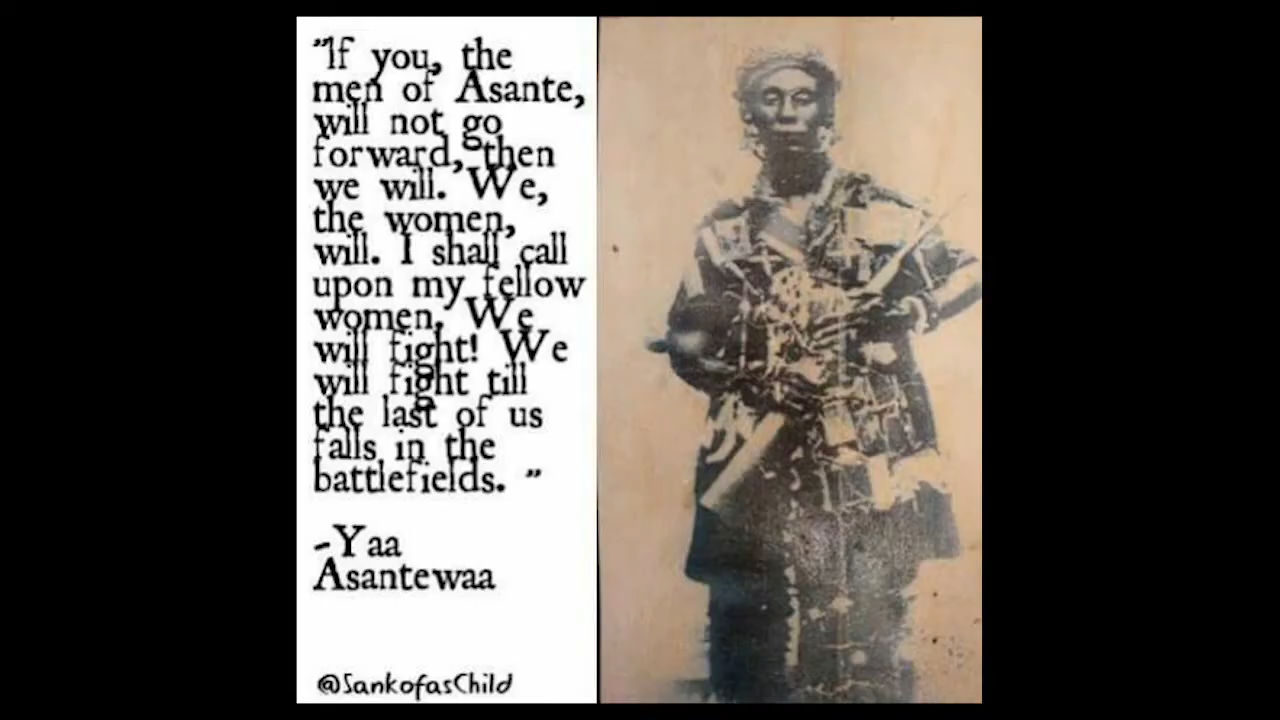 "If you, the
men of Asante,
will not go
forward, then
we will. We,
the women,
will. I shall call
upon my fellow
women. We
will fight! We
will fight till
the last of us
falls in the
battlefields. "
-Yaa
Asantewaa
@SankofasChild